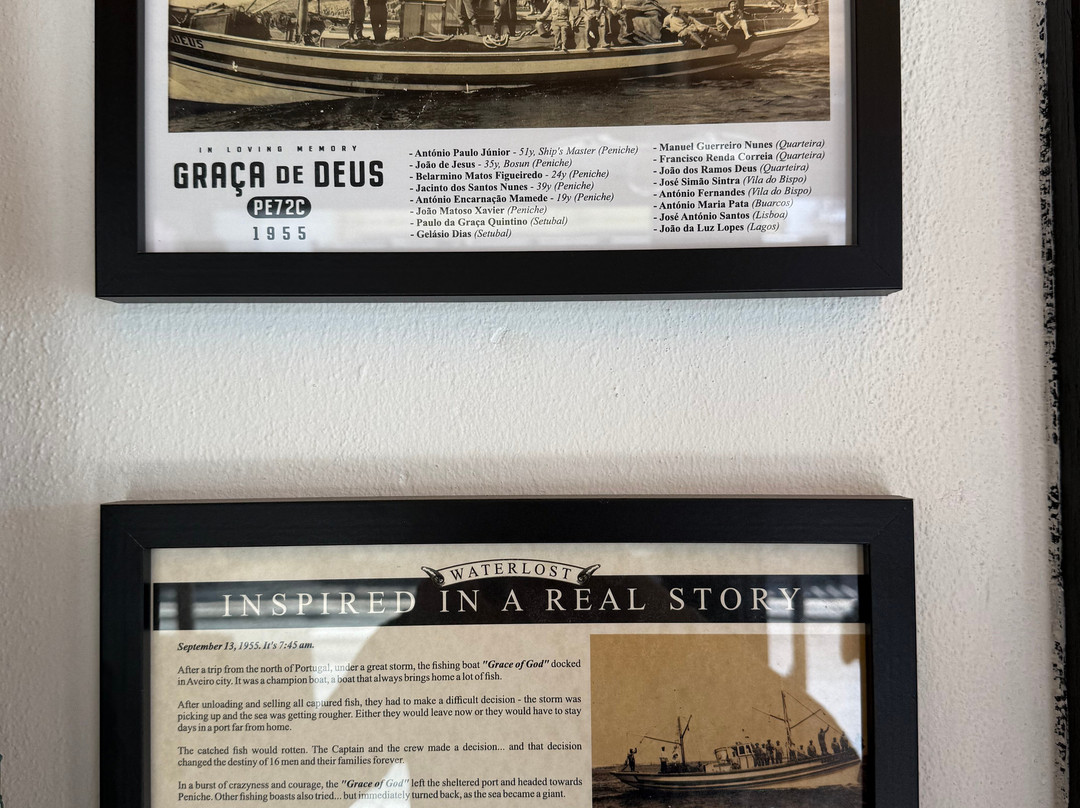 DEUS
IN LOVING MEMORY
GRAÇA DE DEUS
PE72C
1955
- António Paulo Júnior - 51y, Ship's Master (Peniche)
- João de Jesus - 35y, Bosun (Peniche)
- Belarmino Matos Figueiredo - 24y (Peniche)
- Jacinto dos Santos Nunes - 39y (Peniche)
- António Encarnação Mamede - 19y (Peniche)
- João Matoso Xavier (Peniche)
- Paulo da Graça Quintino (Setubal)
- Gelásio Dias (Setubal)
- Manuel Guerreiro Nunes (Quarteira)
- Francisco Renda Correia (Quarteira)
- João dos Ramos Deus (Quarteira)
- José Simão Sintra (Vila do Bispo)
- António Fernandes (Vila do Bispo)
- António Maria Pata (Buarcos)
- José António Santos (Lisboa)
- João da Luz Lopes (Lagos)
WATERLOST
INSPIRED IN A REAL STORY
September 13, 1955. It's 7:45 am.
After a trip from the north of Portugal, under a great storm, the fishing boat "Grace of God" docked
in Aveiro city. It was a champion boat, a boat that always brings home a lot of fish.
After unloading and selling all captured fish, they had to make a difficult decision - the storm was
picking up and the sea was getting rougher. Either they would leave now or they would have to stay
days in a port far from home.
The catched fish would rotten. The Captain and the crew made a decision... and that decision
changed the destiny of 16 men and their families forever.
In a burst of crazyness and courage, the "Grace of God" left the sheltered port and headed towards
Peniche. Other fishing boasts also tried... but immediately turned back, as the sea became a giant.